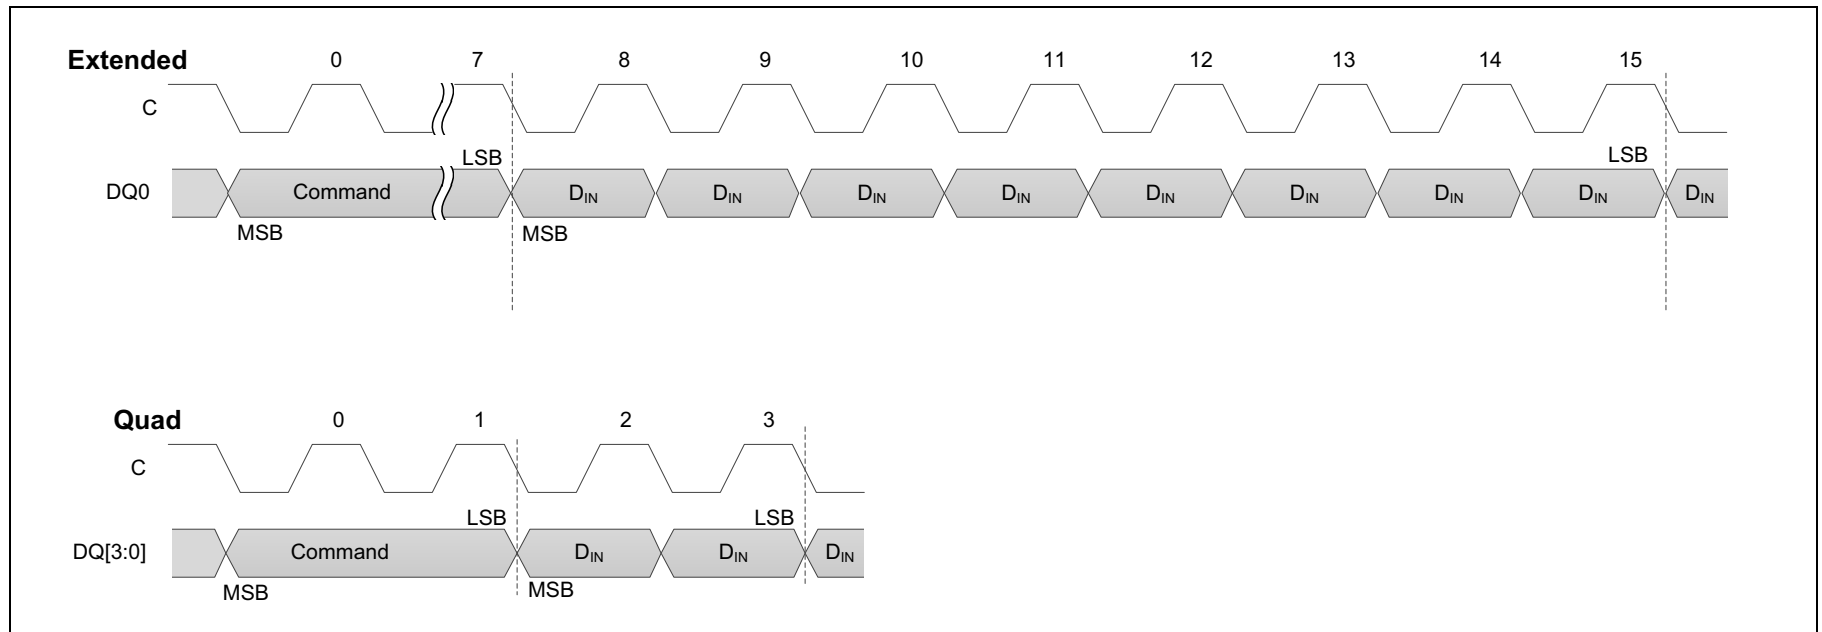 Extended 0 7 8 9 10 11 12 13 14 15
C
LSB LSB
DQ0 Command DIN DIN DIN DIN DIN DIN DIN DIN DIN
MSB MSB
Quad 0 1 2 3
C
LSB LSB
DQ[3:0] Command DIN DIN DIN
MSB MSB